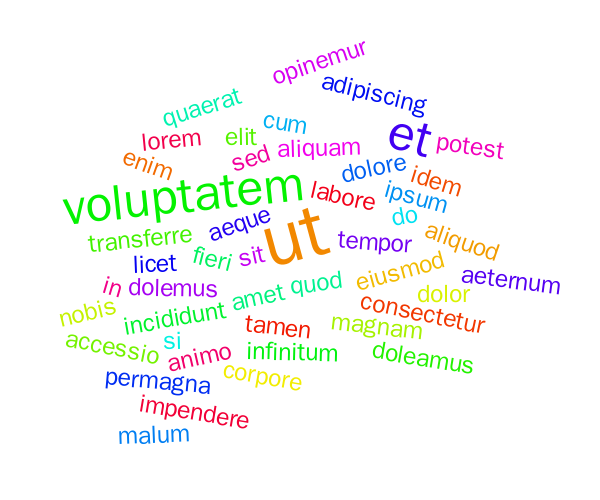 opinemur
adipiscing
quaerat
cum
et
potest
lorem
elit
aliquam
enim
sed
dolore
idem
voluptatem
labore
ipsum
do
aeque
ut
aliquod
transferre
tempor
licet
fieri
sit
eiusmod
aeternum
in
dolemus
amet
quod
dolor
nobis
incididunt
consectetur
tamen
magnam
accessio
si
animo
infinitum
doleamus
permagna
corpore
impendere
malum